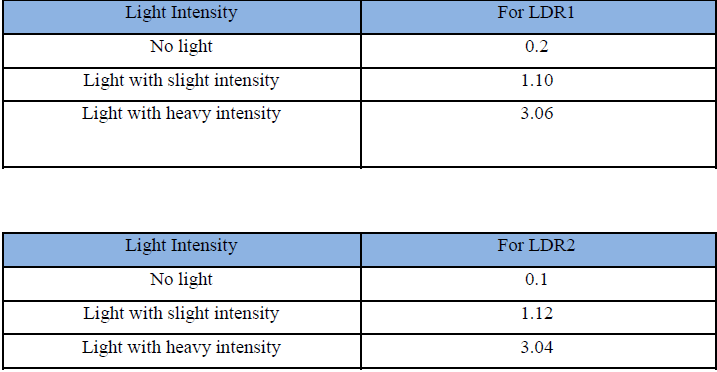 Light Intensity For LDR1
No light 0.2
Light with slight intensity 1.10
Light with heavy intensity 3.06
Light Intensity For LDR2
No light 0.1
Light with slight intensity 1.12
Light with heavy intensity 3.04